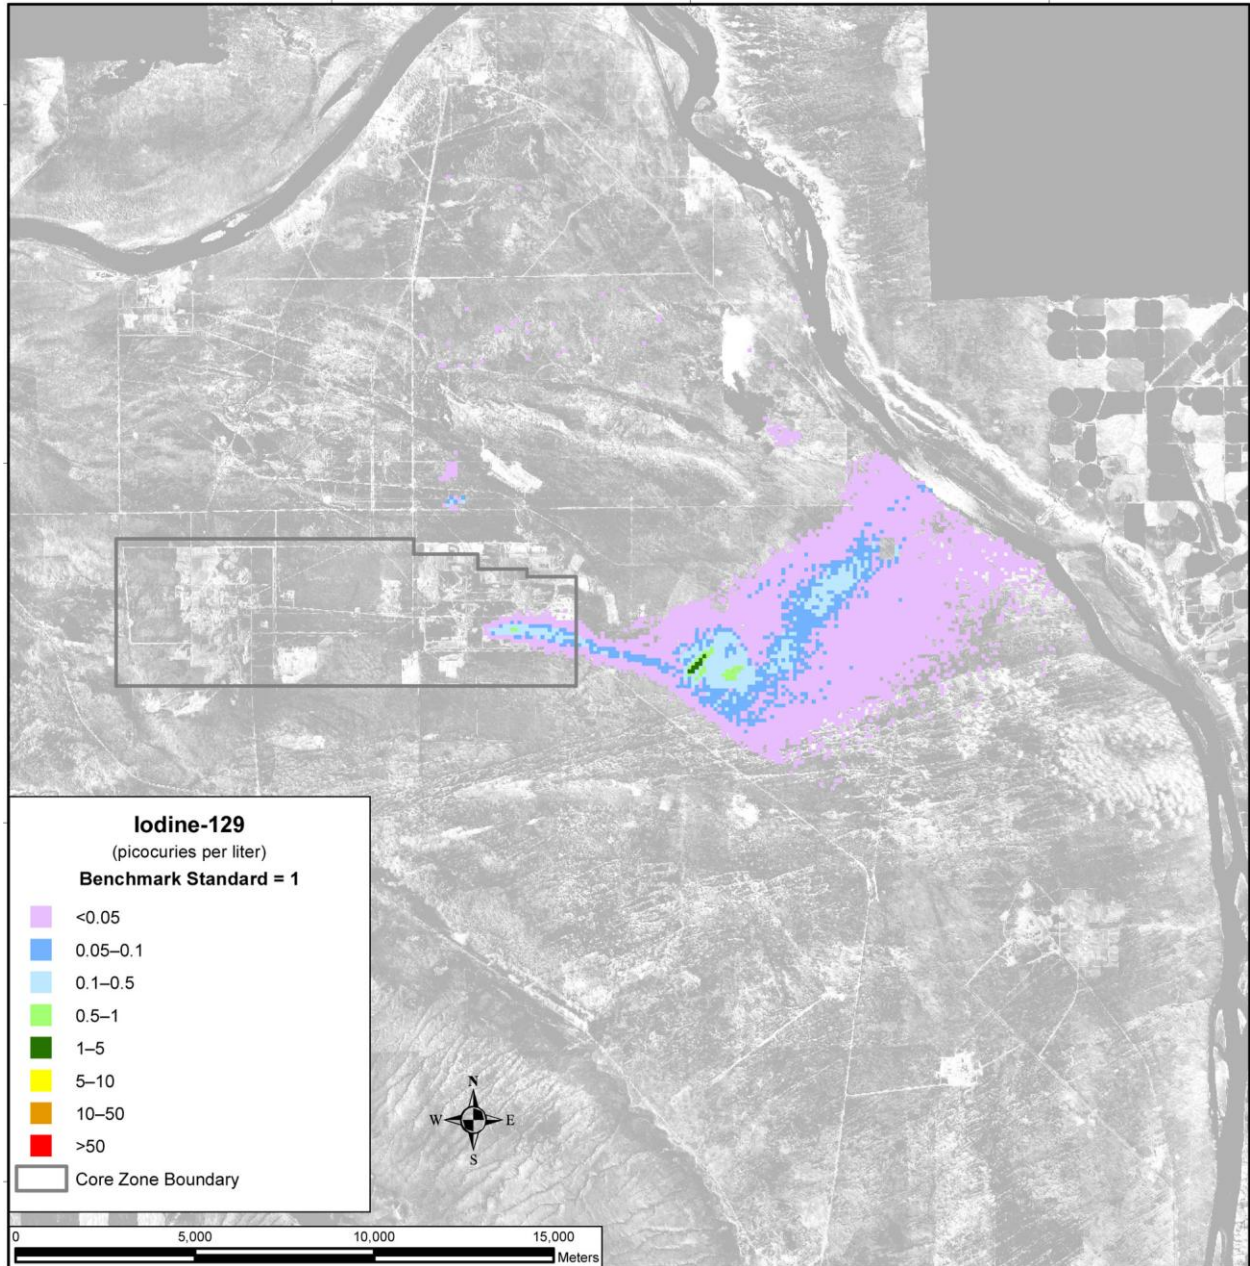 Iodine-129
(picocuries per liter)
Benchmark Standard = 1
<0.05
0.05–0.1
0.1–0.5
0.5–1
1–5
5–10
10–50
>50
Core Zone Boundary
N
W E
S
0 5,000 10,000 15,000
Meters